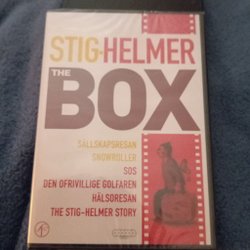 STIG-HELMER
THE
BOX
SÄLLSKAPSRESAN
SNOWROLLER
SOS
DEN OFRIVILLIGE GOLFAREN
HÄLSORESAN
THE STIG-HELMER STORY